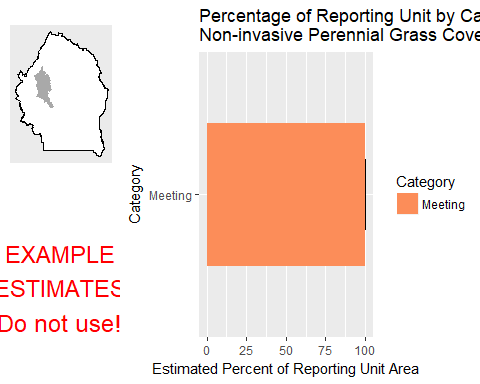 Percentage of Reporting Unit by Ca
Non-invasive Perennial Grass Cove
Category
Meeting
Category
Meeting
EXAMPLE
ESTIMATES
Do not use!
0 25 50 75 100
Estimated Percent of Reporting Unit Area